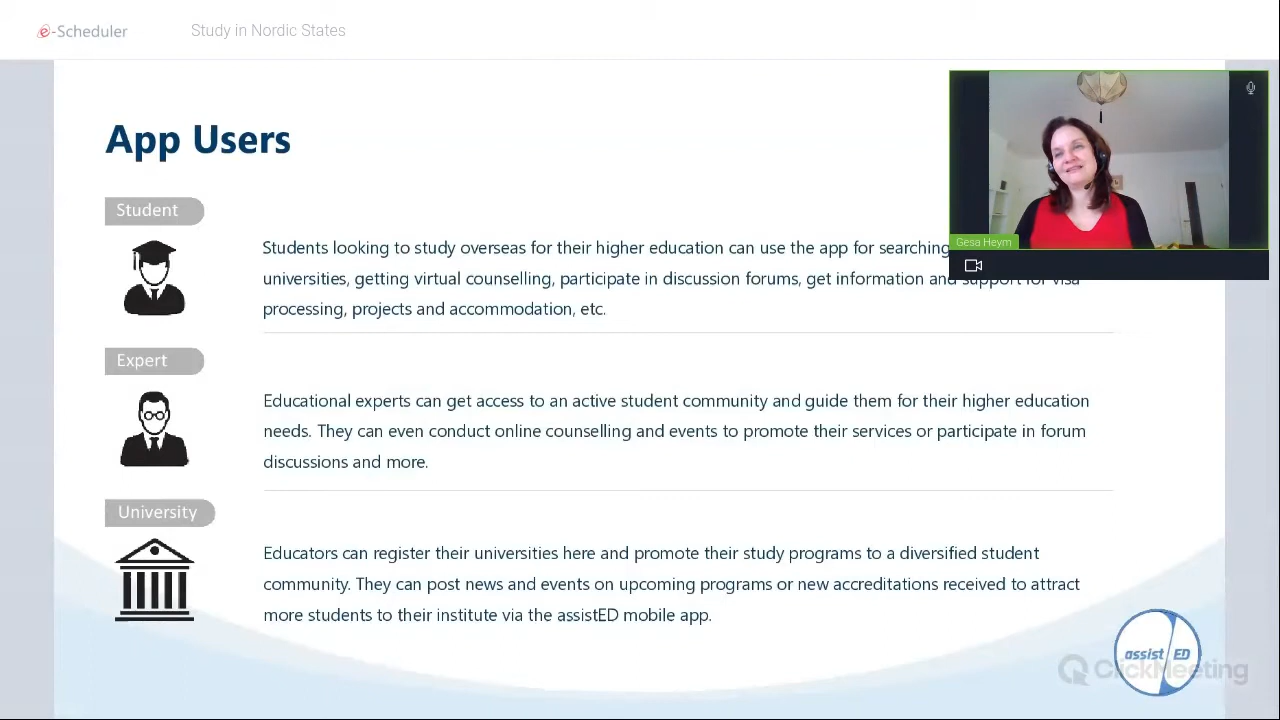 e-Scheduler
Study in Nordic States
App Users
Gesa Heym
Student
Students looking to study overseas for their higher education can use the app for searching
universities, getting virtual counselling, participate in discussion forums, get information and support for visa
processing, projects and accommodation, etc.
Expert
Educational experts can get access to an active student community and guide them for their higher education
needs. They can even conduct online counselling and events to promote their services or participate in forum
discussions and more.
University
Educators can register their universities here and promote their study programs to a diversified student
community. They can post news and events on upcoming programs or new accreditations received to attract
more students to their institute via the assistED mobile app.
assist ED
ClickMeeting